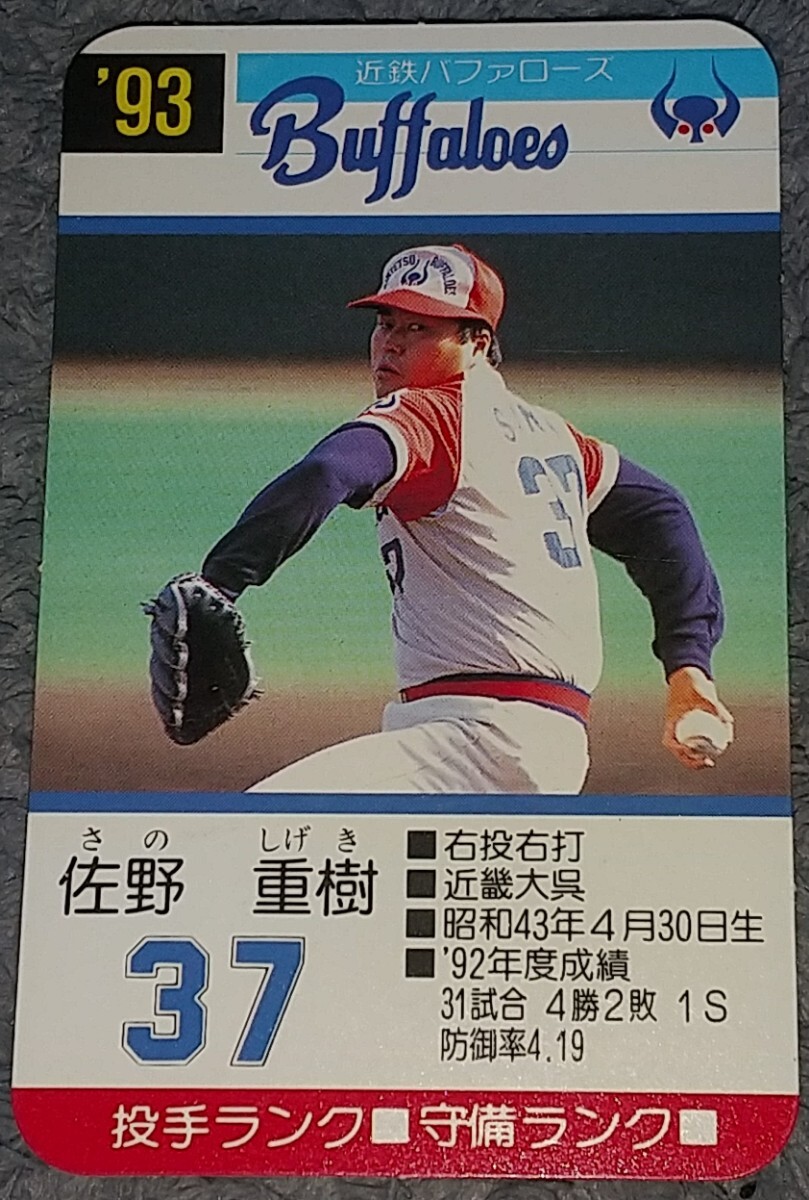 '93
近鉄バファローズ
Buffaloes
BUFFALOES
37
さの しげき
佐野 重樹
37
■右投右打
■近畿大呉
■昭和43年4月30日生
■'92年度成績
31試合 4勝2敗 1S
防御率4.19
投手ランク■守備ランク■